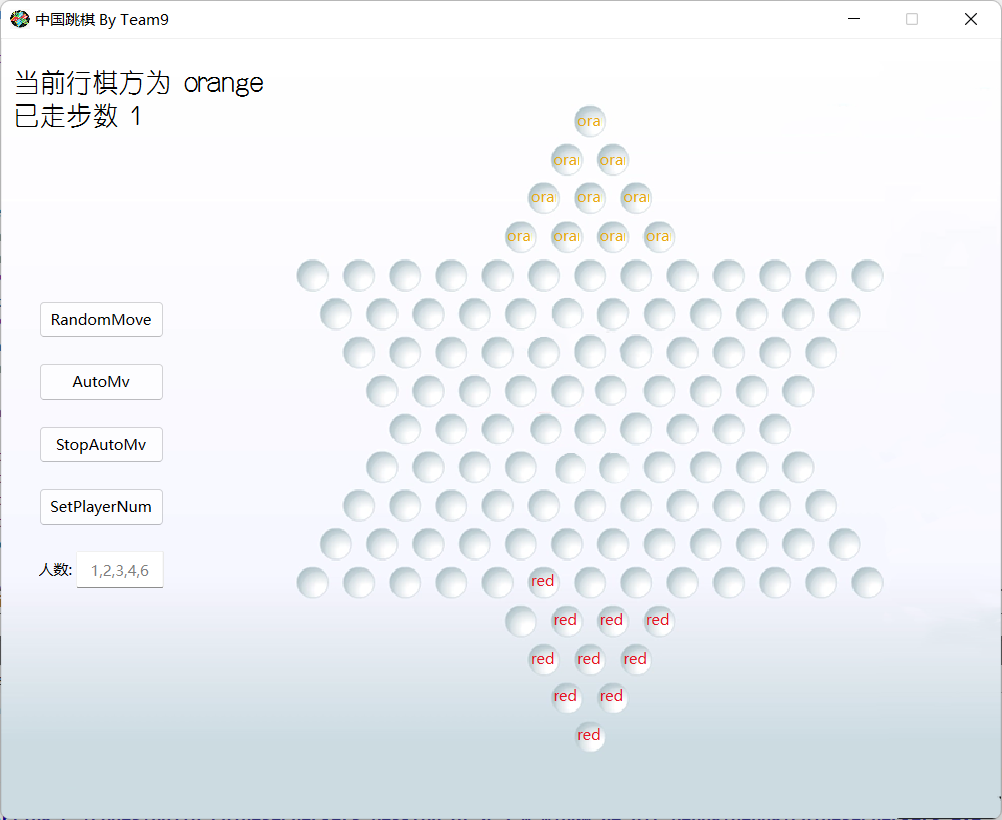 中国跳棋 By Team9
当前行棋方为 orange
已走步数 1
ora
ora ora
ora ora ora
ora ora ora ora
RandomMove
AutoMv
StopAutoMv
SetPlayerNum
人数: 1,2,3,4,6
red
red red red
red red red
red red
red